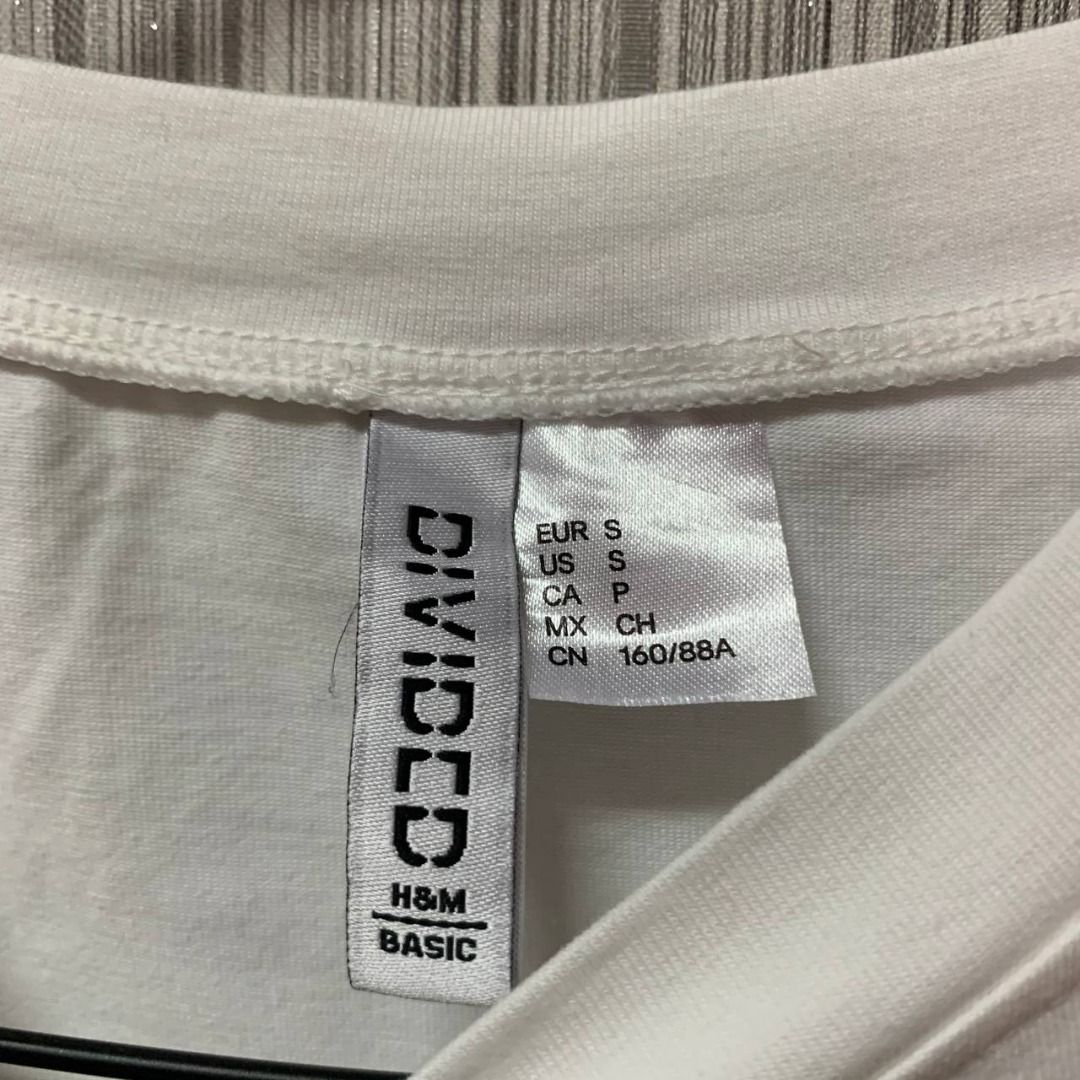 DIVIDED
H&M
BASIC
EUR S
US S
CA P
MX CH
CN 160/88A